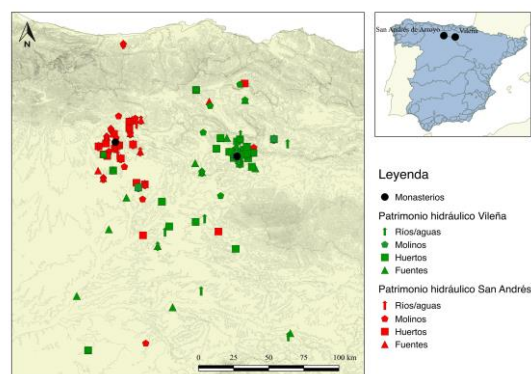 N
San Andrés de Arroyo
Vileña
Leyenda
Monasterios
Patrimonio hidráulico Vileña
Ríos/aguas
Molinos
Huertos
Fuentes
Patrimonio hidráulico San Andrés
Ríos/aguas
Molinos
Huertos
Fuentes
0 25 50 75 100 km